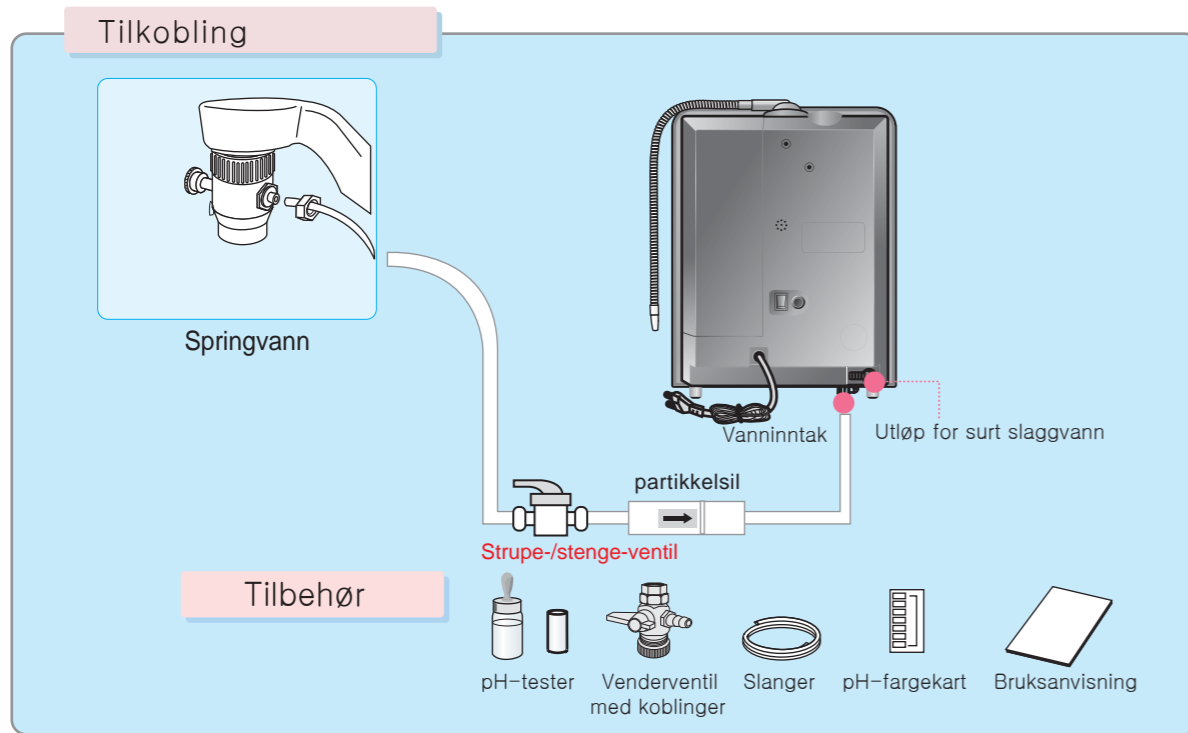 Tilkobling
Springvann
Vanninntak
Utløp for surt slaggvann
partikkelsil
Strupe-/stenge-ventil
Tilbehør
pH-tester
Venderventil
med koblinger
Slanger
pH-fargekart
Bruksanvisning